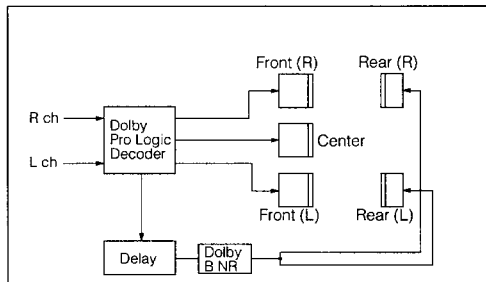 Front (R)
Rear (R)
R ch
Dolby
Pro Logic
Decoder
Center
L ch
Front (L)
Rear (L)
Delay
Dolby
B NR